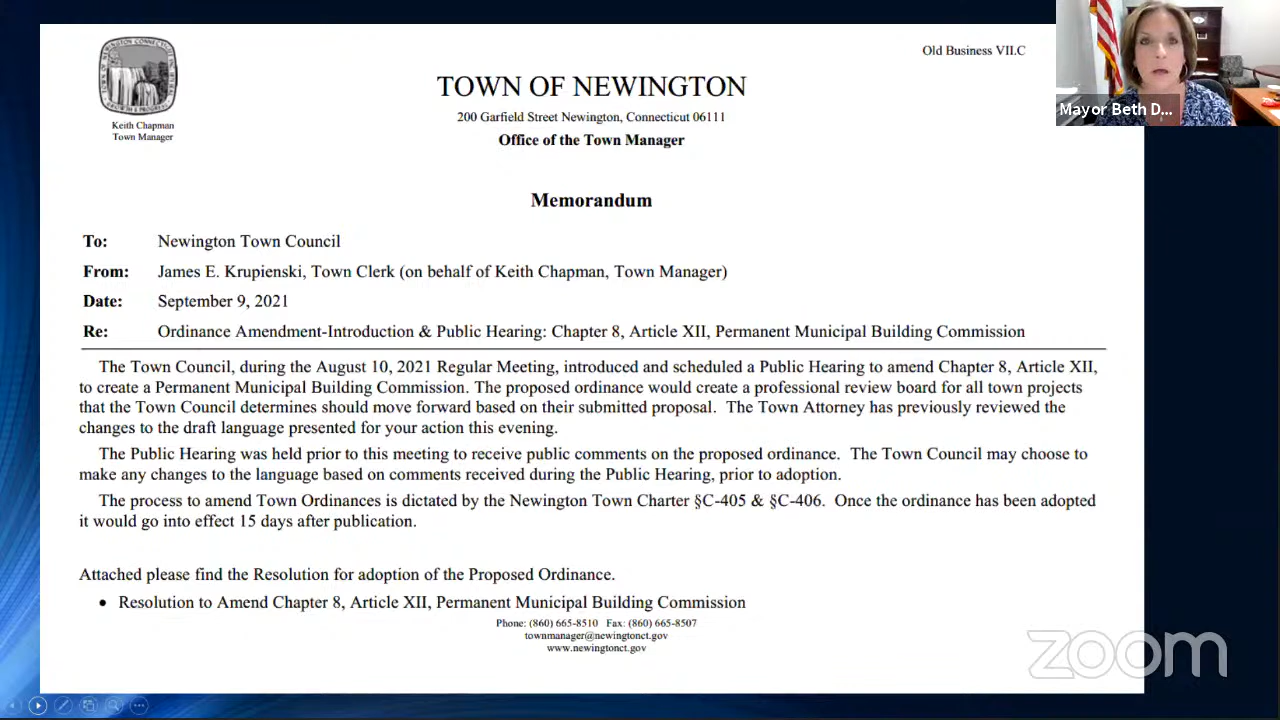 Old Business VII.C
TOWN OF NEWINGTON
200 Garfield Street Newington, Connecticut 06111
Office of the Town Manager
Keith Chapman
Town Manager
Mayor Beth D...
Memorandum
To: Newington Town Council
From: James E. Krupienski, Town Clerk (on behalf of Keith Chapman, Town Manager)
Date: September 9, 2021
Re: Ordinance Amendment-Introduction & Public Hearing: Chapter 8, Article XII, Permanent Municipal Building Commission
The Town Council, during the August 10, 2021 Regular Meeting, introduced and scheduled a Public Hearing to amend Chapter 8, Article XII,
to create a Permanent Municipal Building Commission. The proposed ordinance would create a professional review board for all town projects
that the Town Council determines should move forward based on their submitted proposal. The Town Attorney has previously reviewed the
changes to the draft language presented for your action this evening.
The Public Hearing was held prior to this meeting to receive public comments on the proposed ordinance. The Town Council may choose to
make any changes to the language based on comments received during the Public Hearing, prior to adoption.
The process to amend Town Ordinances is dictated by the Newington Town Charter §C-405 & §C-406. Once the ordinance has been adopted
it would go into effect 15 days after publication.
Attached please find the Resolution for adoption of the Proposed Ordinance.
• Resolution to Amend Chapter 8, Article XII, Permanent Municipal Building Commission
Phone: (860) 665-8510 Fax: (860) 665-8507
townmanager@newingtonct.gov
www.newingtonct.gov
zoom